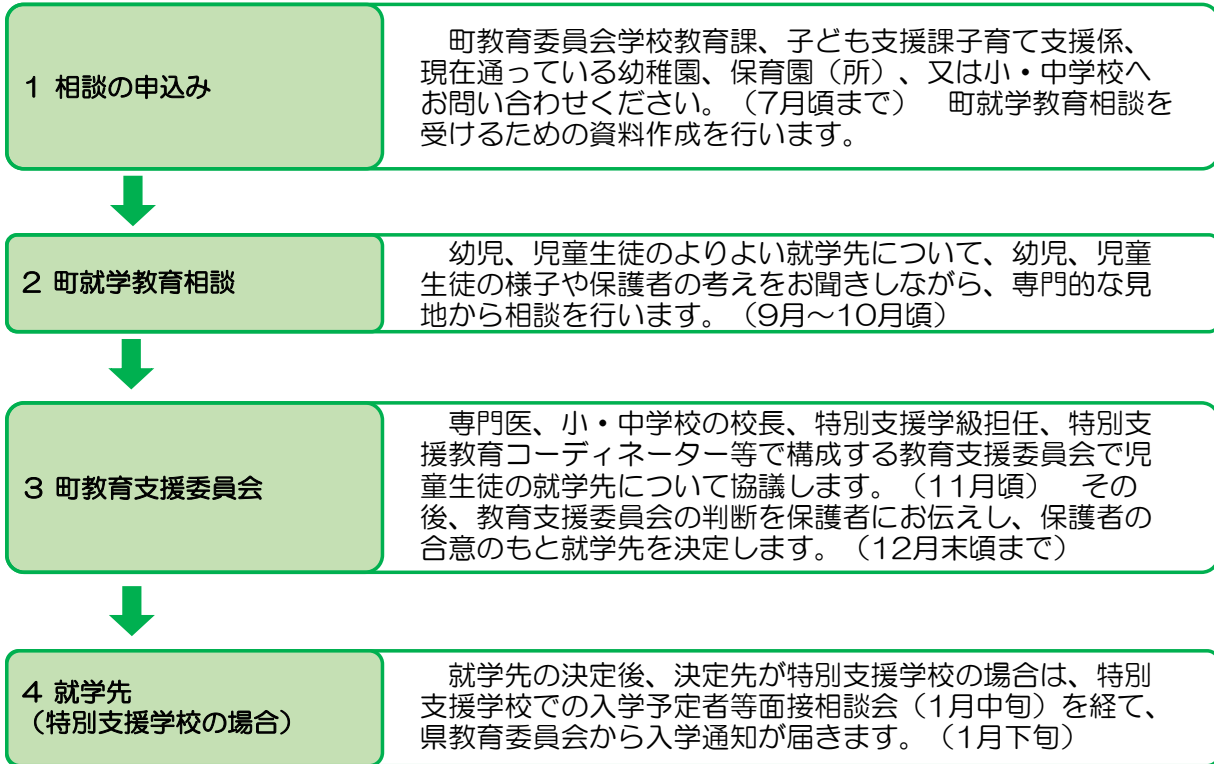 1 相談の申込み
　町教育委員会学校教育課、子ども支援課子育て支援係、
現在通っている幼稚園、保育園（所）、又は小・中学校へ
お問い合わせください。（7月頃まで）　町就学教育相談を
受けるための資料作成を行います。
2 町就学教育相談
　幼児、児童生徒のよりよい就学先について、幼児、児童
生徒の様子や保護者の考えをお聞きしながら、専門的な見
地から相談を行います。（9月～10月頃）
3 町教育支援委員会
　専門医、小・中学校の校長、特別支援学級担任、特別支
援教育コーディネーター等で構成する教育支援委員会で児
童生徒の就学先について協議します。（11月頃）　その
後、教育支援委員会の判断を保護者にお伝えし、保護者の
合意のもと就学先を決定します。（12月末頃まで）
4 就学先
（特別支援学校の場合）
　就学先の決定後、決定先が特別支援学校の場合は、特別
支援学校での入学予定者等面接相談会（1月中旬）を経て、
県教育委員会から入学通知が届きます。（1月下旬）